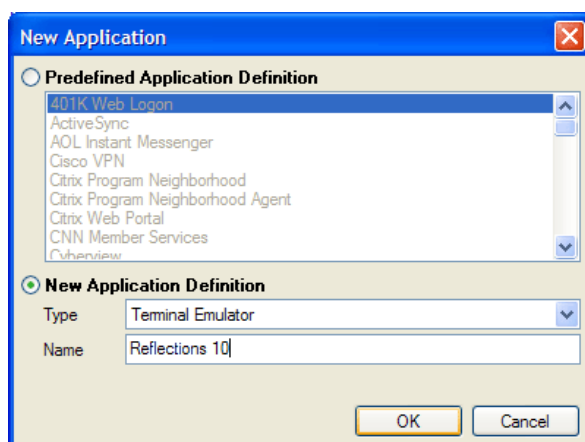 New Application
Predefined Application Definition
401K Web Logon
ActiveSync
AOL Instant Messenger
Cisco VPN
Citrix Program Neighborhood
Citrix Program Neighborhood Agent
Citrix Web Portal
CNN Member Services
Cyberview
New Application Definition
Type Terminal Emulator
Name Reflections 10
OK Cancel